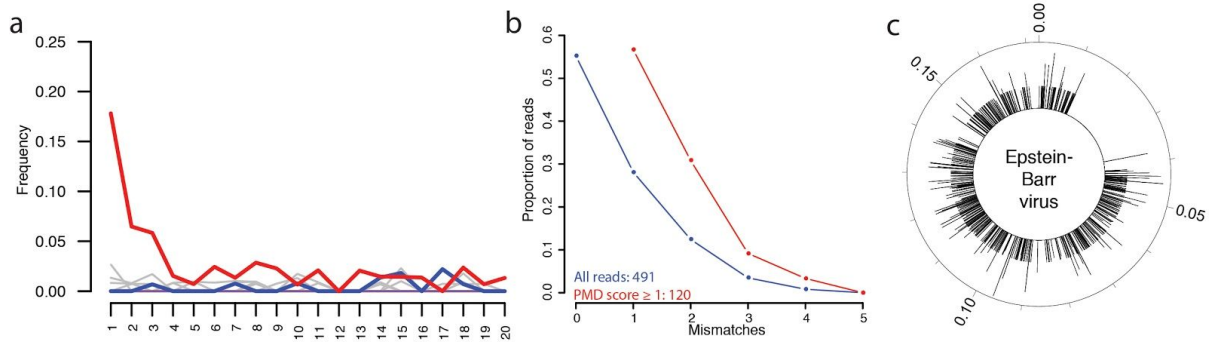 a
0.25
0.20
0.15
0.10
0.05
0.00
Frequency
1 2 3 4 5 6 7 8 9 10 11 12 13 14 15 16 17 18 19 20
b
0.6
0.5
0.4
0.3
0.2
0.1
0.0
Proportion of reads
All reads: 491
PMD score ≥ 1: 120
0 1 2 3 4 5
Mismatches
c
0.00
0.05
0.10
0.15
Epstein-
Barr
virus